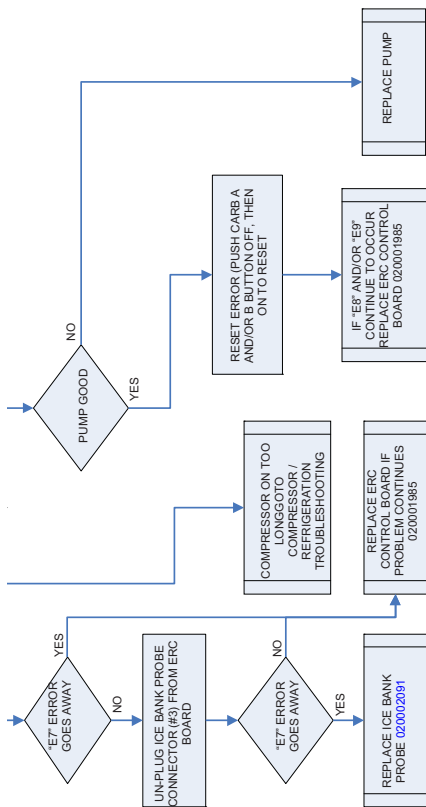 "E7" ERROR
GOES AWAY
YES
NO
UN-PLUG ICE BANK PROBE
CONNECTOR (#3) FROM ERC
BOARD
"E7" ERROR
GOES AWAY
NO
YES
REPLACE ICE BANK
PROBE 020002091
REPLACE ERC
CONTROL BOARD IF
PROBLEM CONTINUES
020001985
COMPRESSOR ON TOO
LONGGOTO
COMPRESSOR /
REFRIGERATION
TROUBLESHOOTING
PUMP GOOD
NO
YES
RESET ERROR (PUSH CARB A
AND/OR B BUTTON OFF, THEN
ON TO RESET
IF "E8" AND/OR "E9"
CONTINUE TO OCCUR
REPLACE ERC CONTROL
BOARD 020001985
REPLACE PUMP